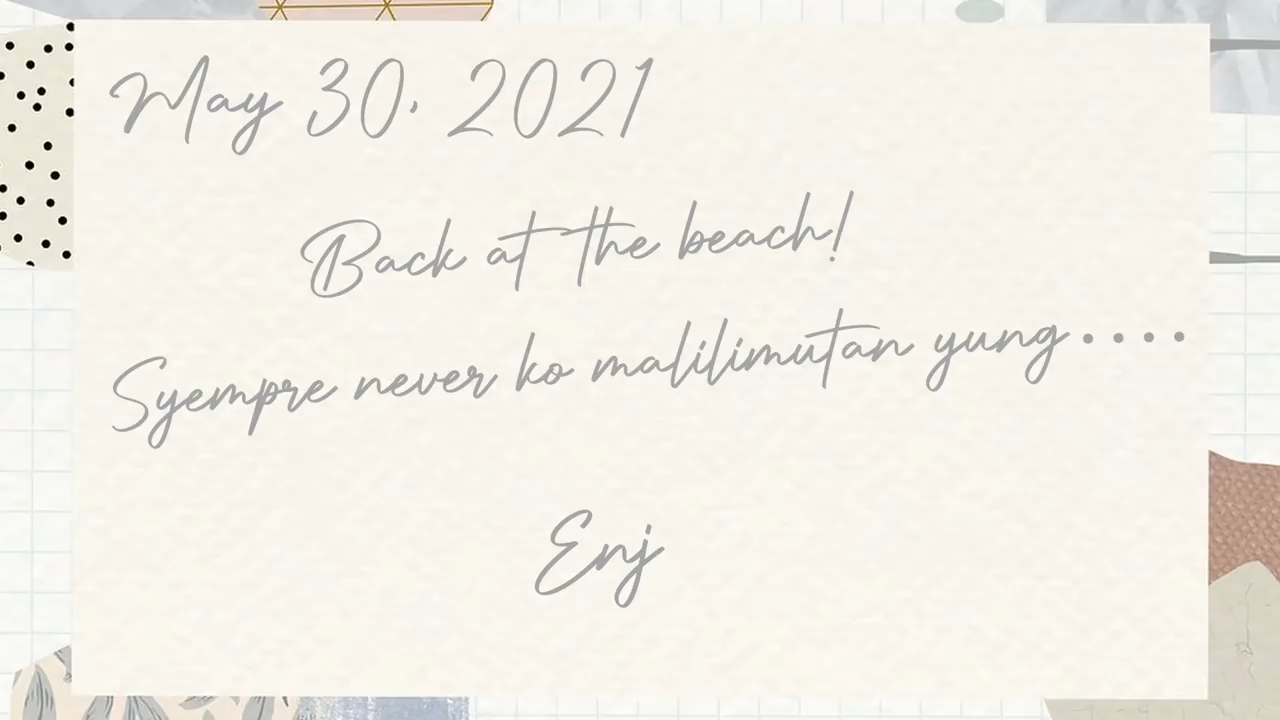 May 30, 2021
Back at the beach!
Syempre never ko malilimutan yung....
Enj